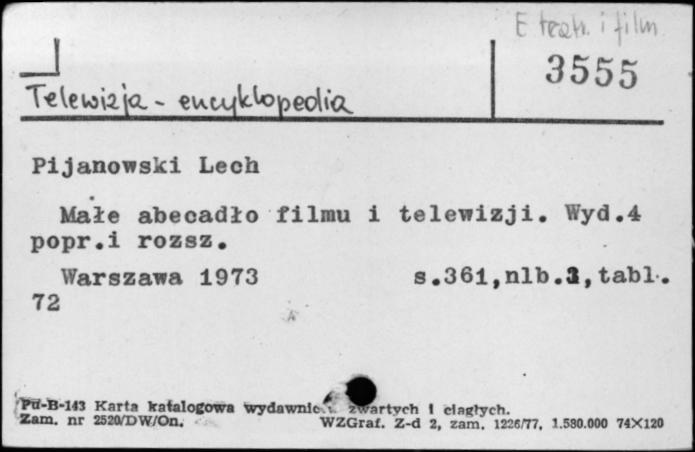 E teatr. i film
3555
Telewizja - encyklopedia
Pijanowski Lech
Małe abecadło filmu i telewizji. Wyd.4
popr.i rozsz.
Warszawa 1973 s.361,nlb.3,tabl.
72
Pu-B-143 Karta katalogowa wydawnic zwartych i ciągłych.
Zam. nr 2520/DW/On. WZGraf. Z-d 2, zam. 1226/77, 1.580.000 74×120